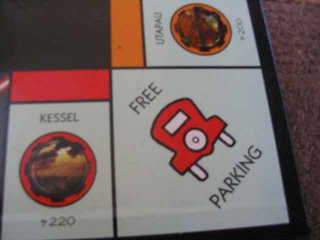 UTAPAU
200
FREE
PARKING
KESSEL
220